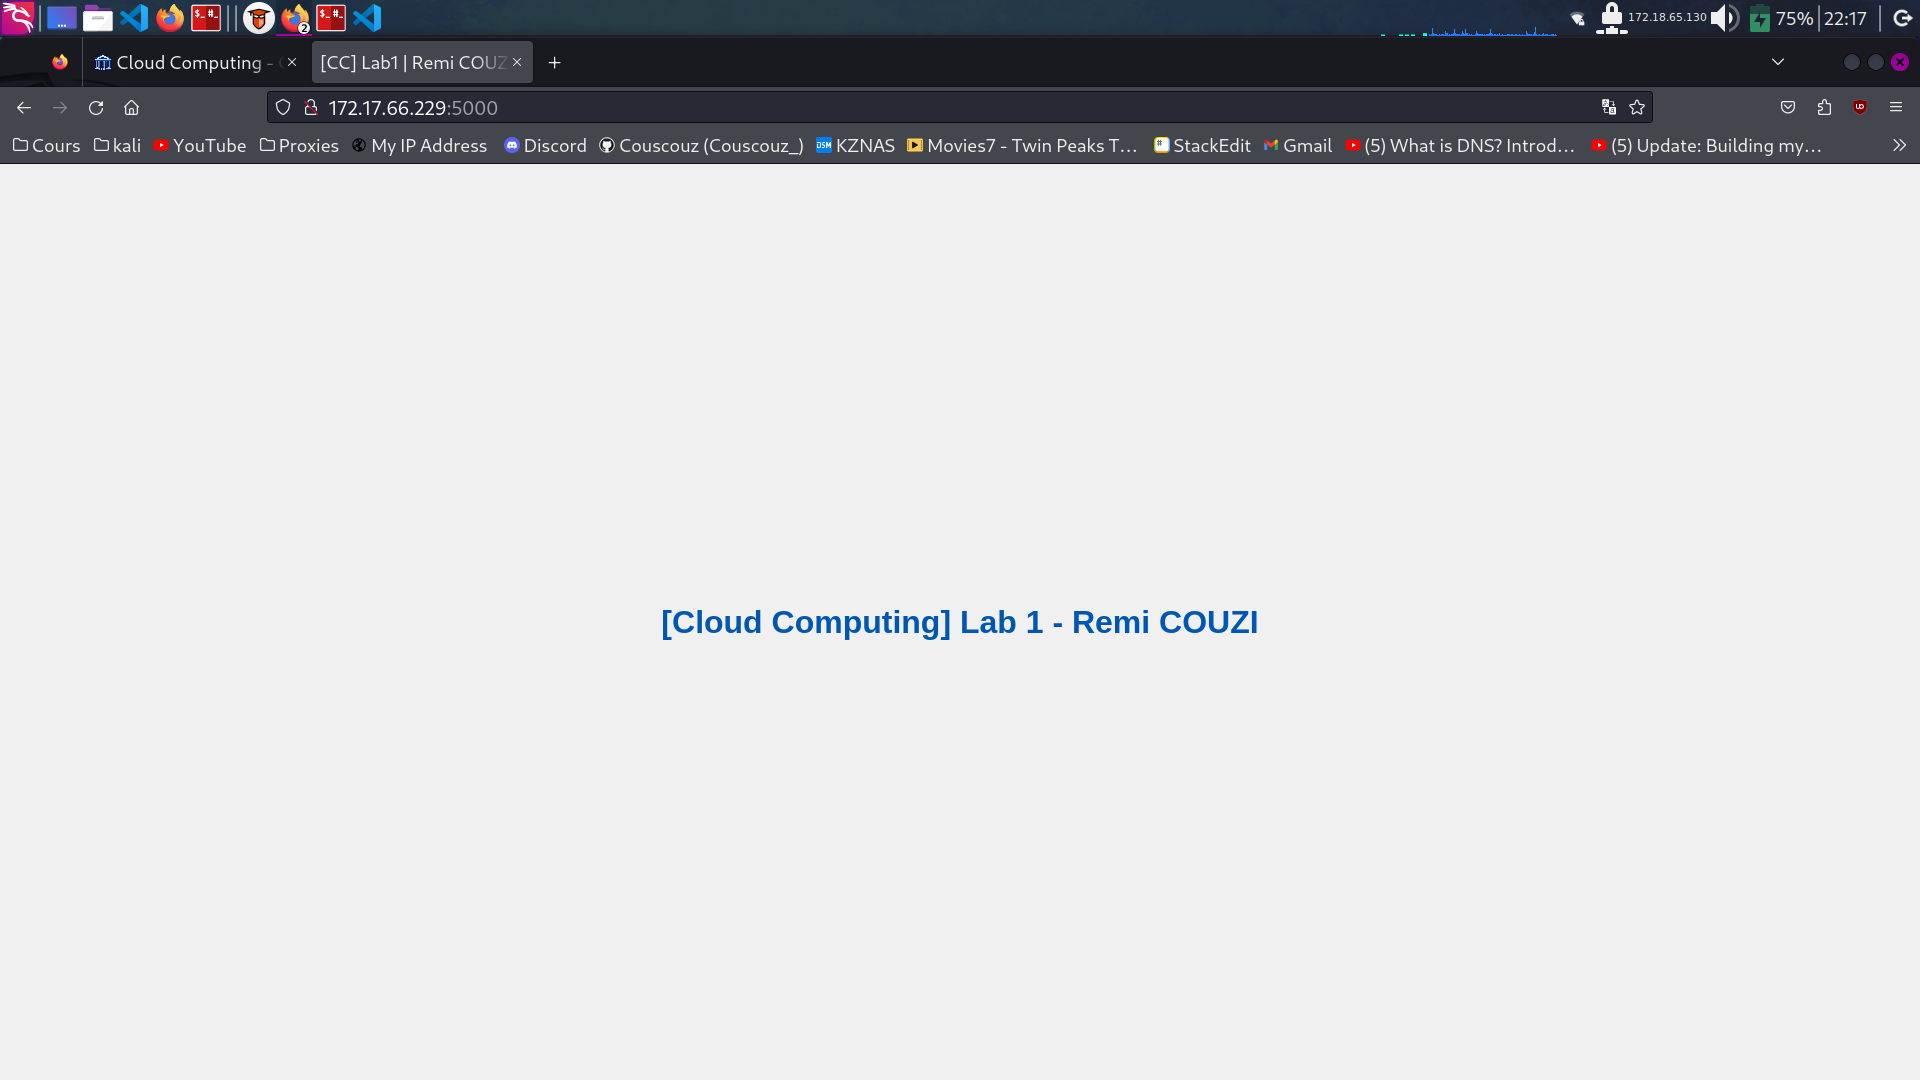 172.18.65.130 75% 22:17
Cloud Computing - [CC] Lab1 | Remi COUZ
172.17.66.229:5000
Cours kali YouTube Proxies My IP Address Discord Couscouz (Couscouz_) DSM KZNAS Movies7 - Twin Peaks T… StackEdit Gmail (5) What is DNS? Introd… (5) Update: Building my…
[Cloud Computing] Lab 1 - Remi COUZI